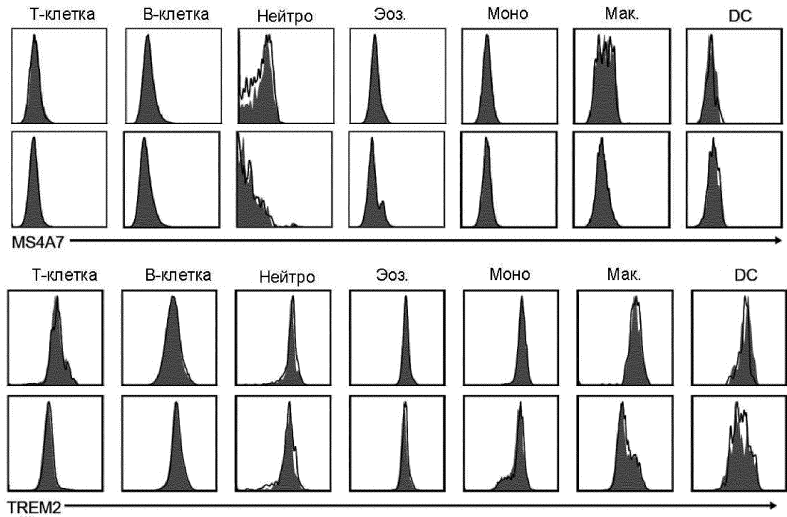 Т-клетка В-клетка Нейтро Эоз. Моно Мак. DC
MS4A7
Т-клетка В-клетка Нейтро Эоз. Моно Мак. DC
TREM2